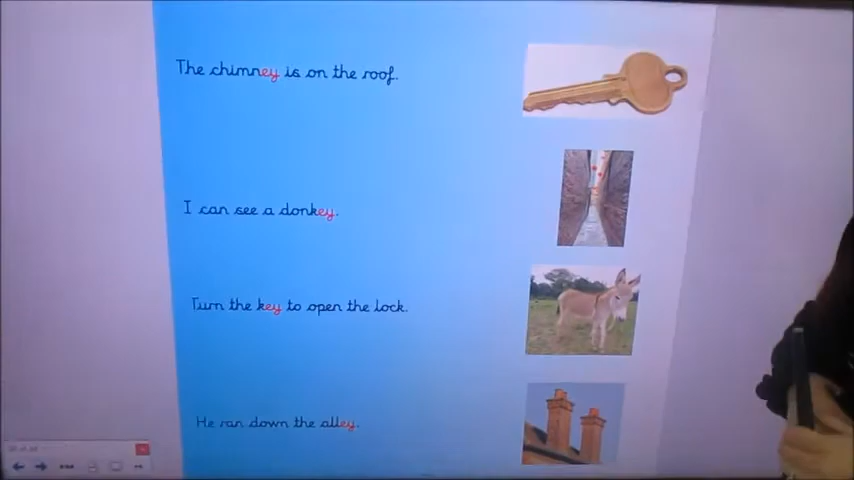 The chimney is on the roof.
I can see a donkey.
Turn the key to open the lock.
He ran down the alley.